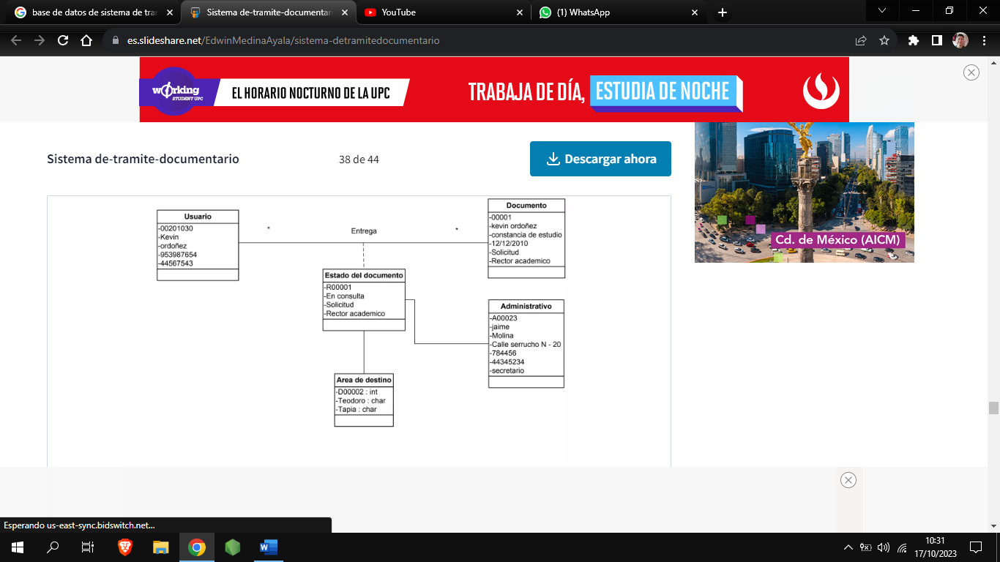 base de datos de sistema de tra
Sistema de-tramite-documentari
YouTube
(1) WhatsApp
es.slideshare.net/EdwinMedinaAyala/sistema-detramitedocumentario
working
STUDENT UPC
EL HORARIO NOCTURNO DE LA UPC
TRABAJA DE DÍA, ESTUDIA DE NOCHE
Sistema de-tramite-documentario
38 de 44
Descargar ahora
Cd. de México (AICM)
Usuario
-00201030
-Kevin
-ordoñez
-953987654
-44567543
*
Entrega
*
Documento
-00001
-kevin ordoñez
-constancia de estudio
-12/12/2010
-Solicitud
-Rector academico
Estado del documento
-R00001
-En consulta
-Solicitud
-Rector academico
Administrativo
-A00023
-jaime
-Molina
-Calle serrucho N - 20
-784456
-44345234
-secretario
Area de destino
-D00002 : int
-Teodoro : char
-Tapia : char
Esperando us-east-sync.bidswitch.net...
10:31
17/10/2023